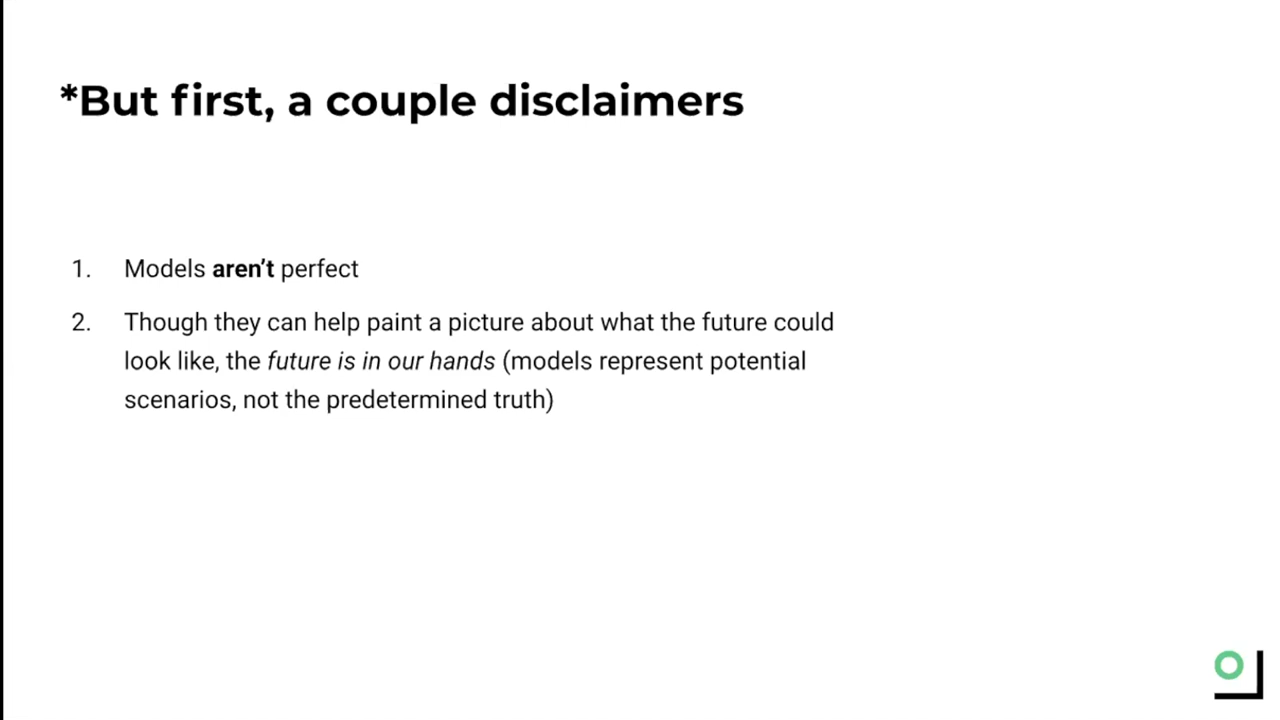 *But first, a couple disclaimers
1. Models aren’t perfect
2. Though they can help paint a picture about what the future could
look like, the future is in our hands (models represent potential
scenarios, not the predetermined truth)